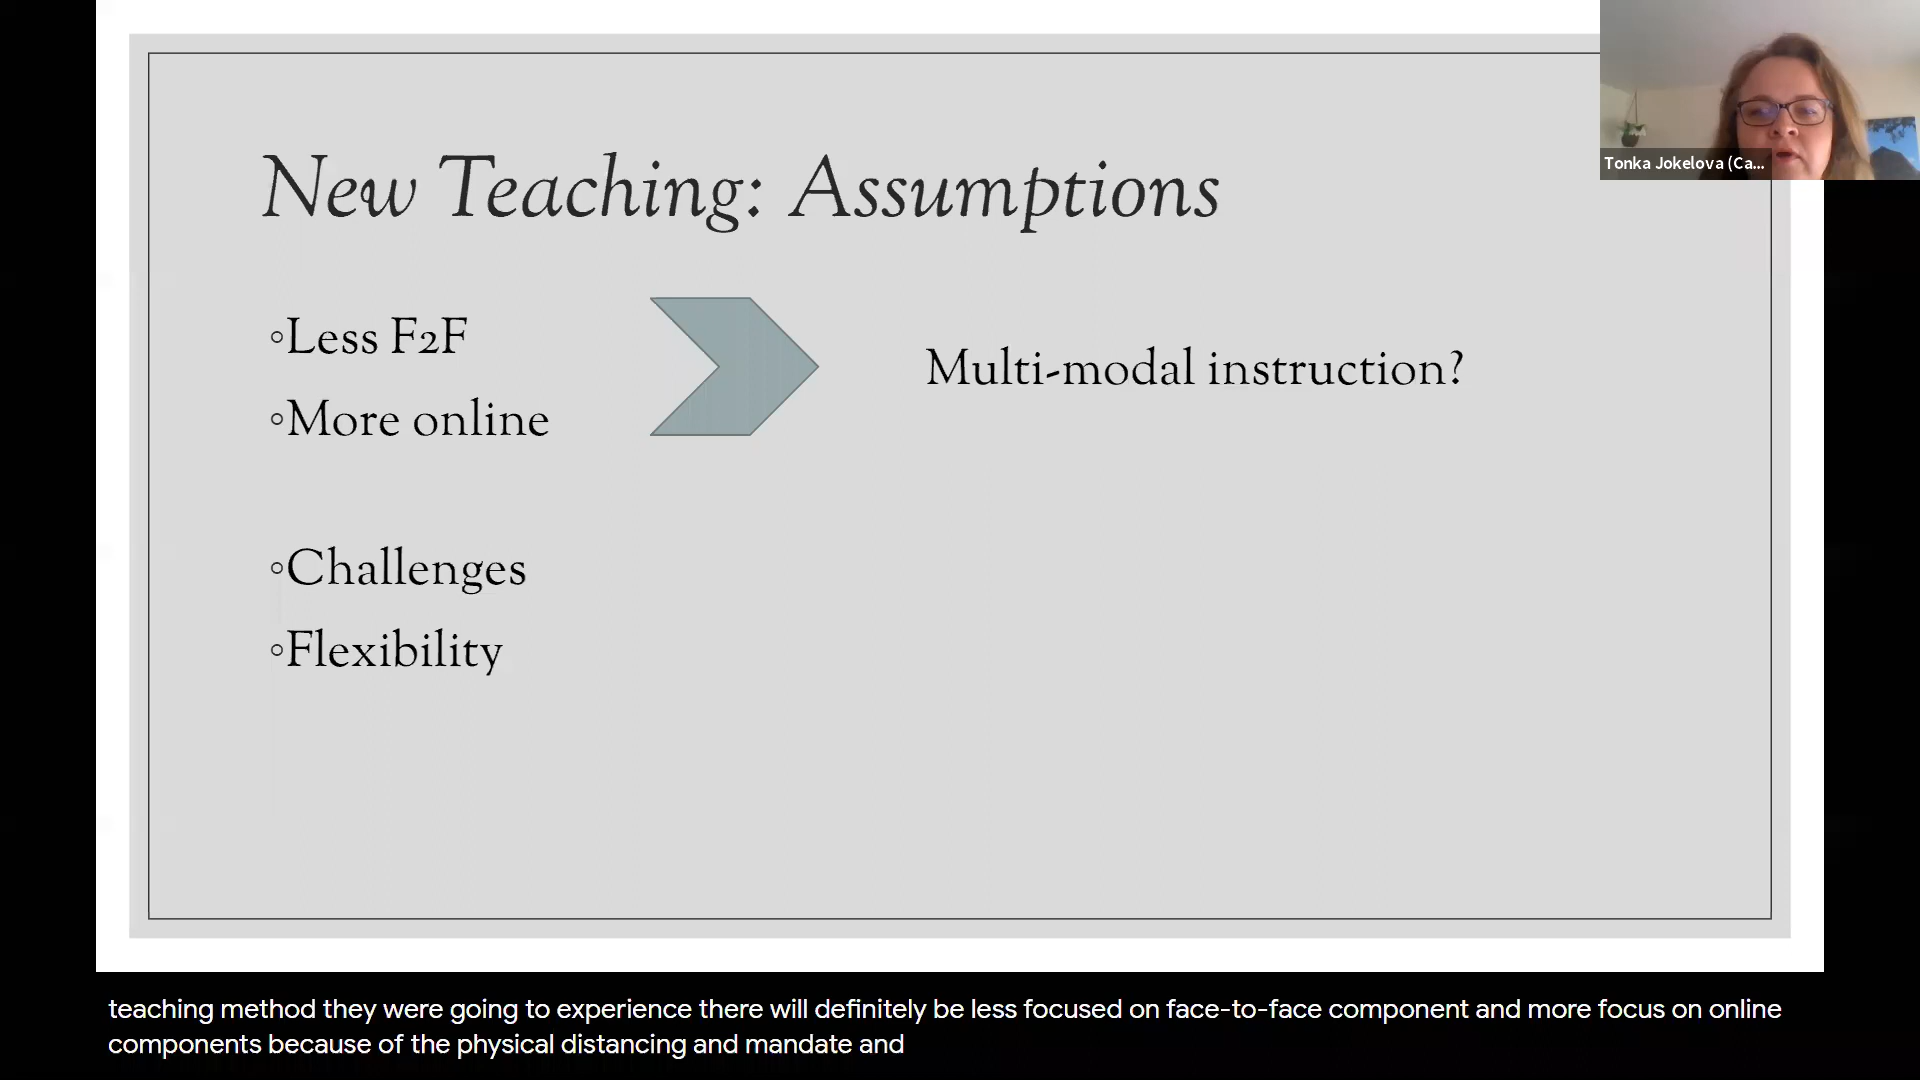 New Teaching: Assumptions
◦Less F2F
◦More online
Multi-modal instruction?
◦Challenges
◦Flexibility
Tonka Jokelova (Ca...
teaching method they were going to experience there will definitely be less focused on face-to-face component and more focus on online
components because of the physical distancing and mandate and